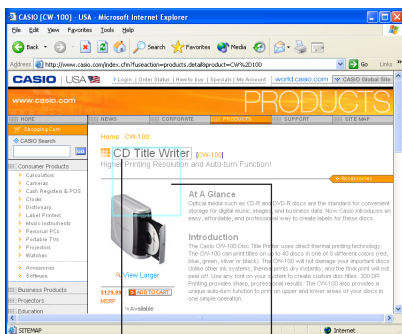 CASIO [CW-100] - USA - Microsoft Internet Explorer
File Edit View Favorites Tools Help
Back Search Favorites Media
Address http://www.casio.com/index.cfm?fuseaction=products.detail&product=CW%2D100 Go Links »
CASIO USA > Login | Order Status | How to buy | Specials | My Account world.casio.com CASIO Global Site
www.casio.com PRODUCTS
HOME NEWS CORPORATE PRODUCTS SUPPORT SITE MAP
Shopping Cart
CASIO Search
Consumer Products
Calculators
Cameras
Cash Registers & POS
Clocks
Dictionary
Label Printers
Music Instruments
Personal PCs
Portable TVs
Projectors
Watches
Accessories
Software
Business Products
Projectors
Education
Home: CW-100:
CD Title Writer [CW-100]
Higher Printing Resolution and Auto-turn Function!
Accessories
At A Glance
Optical media such as CD-R and DVD-R discs are the standard for convenient
storage for digital music, images, and business data. Now Casio introduces an
easy, affordable, and professional way to create labels for these discs.
Introduction
The Casio CW-100 Disc Title Printer uses direct thermal printing technology.
The CW-100 can print titles on up to 40 discs in one of 5 different colors (red,
blue, green, silver or black). The CW-100 will not damage your important discs.
Unlike other ink systems, thermal prints dry instantly, and the final print will not
peel off. Use any font on your system to create custom disc titles. 300 DPI
Printing provides sharp, professional results. The CW-100 also provides a
unique auto-turn function to print on upper and lower areas of your discs in
one simple operation.
View Larger
$129.99 ADD TO CART
MSRP
Available
SITEMAP Internet